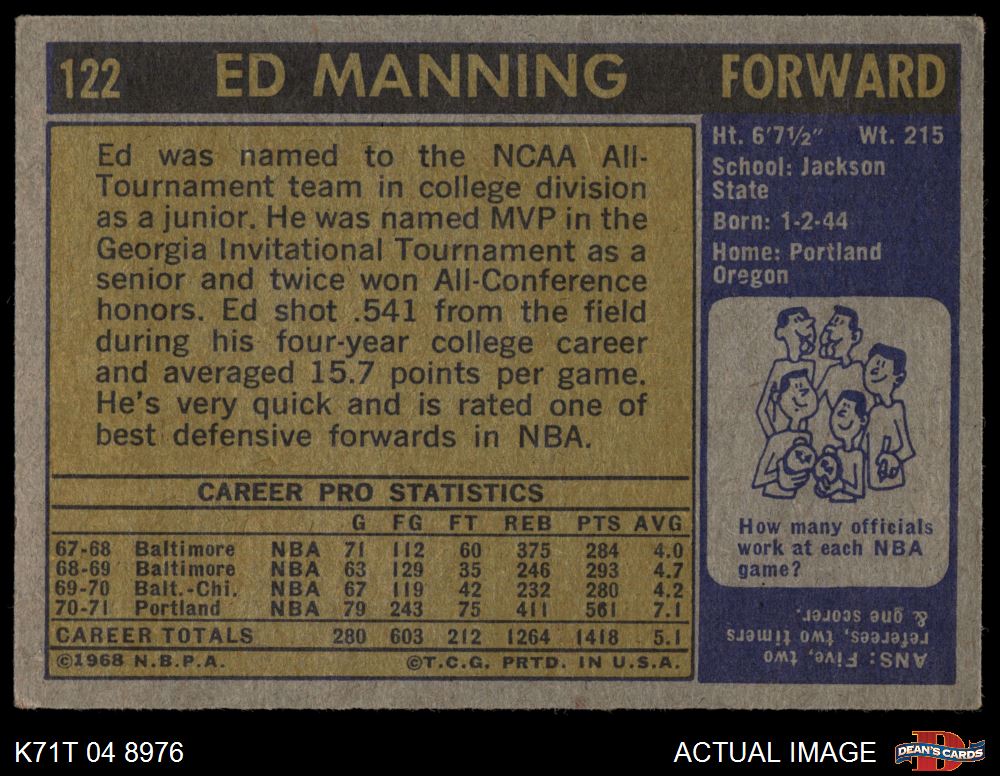 122 ED MANNING FORWARD
Ed was named to the NCAA All-
Tournament team in college division
as a junior. He was named MVP in the
Georgia Invitational Tournament as a
senior and twice won All-Conference
honors. Ed shot .541 from the field
during his four-year college career
and averaged 15.7 points per game.
He's very quick and is rated one of
best defensive forwards in NBA.
CAREER PRO STATISTICS
G FG FT REB PTS AVG
67-68 Baltimore NBA 71 112 60 375 284 4.0
68-69 Baltimore NBA 63 129 35 246 293 4.7
69-70 Balt.-Chi. NBA 67 119 42 232 280 4.2
70-71 Portland NBA 79 243 75 411 561 7.1
CAREER TOTALS 280 603 212 1264 1418 5.1
©1968 N.B.P.A. ©T.C.G. PRTD. IN U.S.A.
Ht. 6'7½" Wt. 215
School: Jackson
State
Born: 1-2-44
Home: Portland
Oregon
How many officials
work at each NBA
game?
ANS: Five, two
referees, two timers
& one scorer.
K71T 04 8976
ACTUAL IMAGE
DEAN'S CARDS